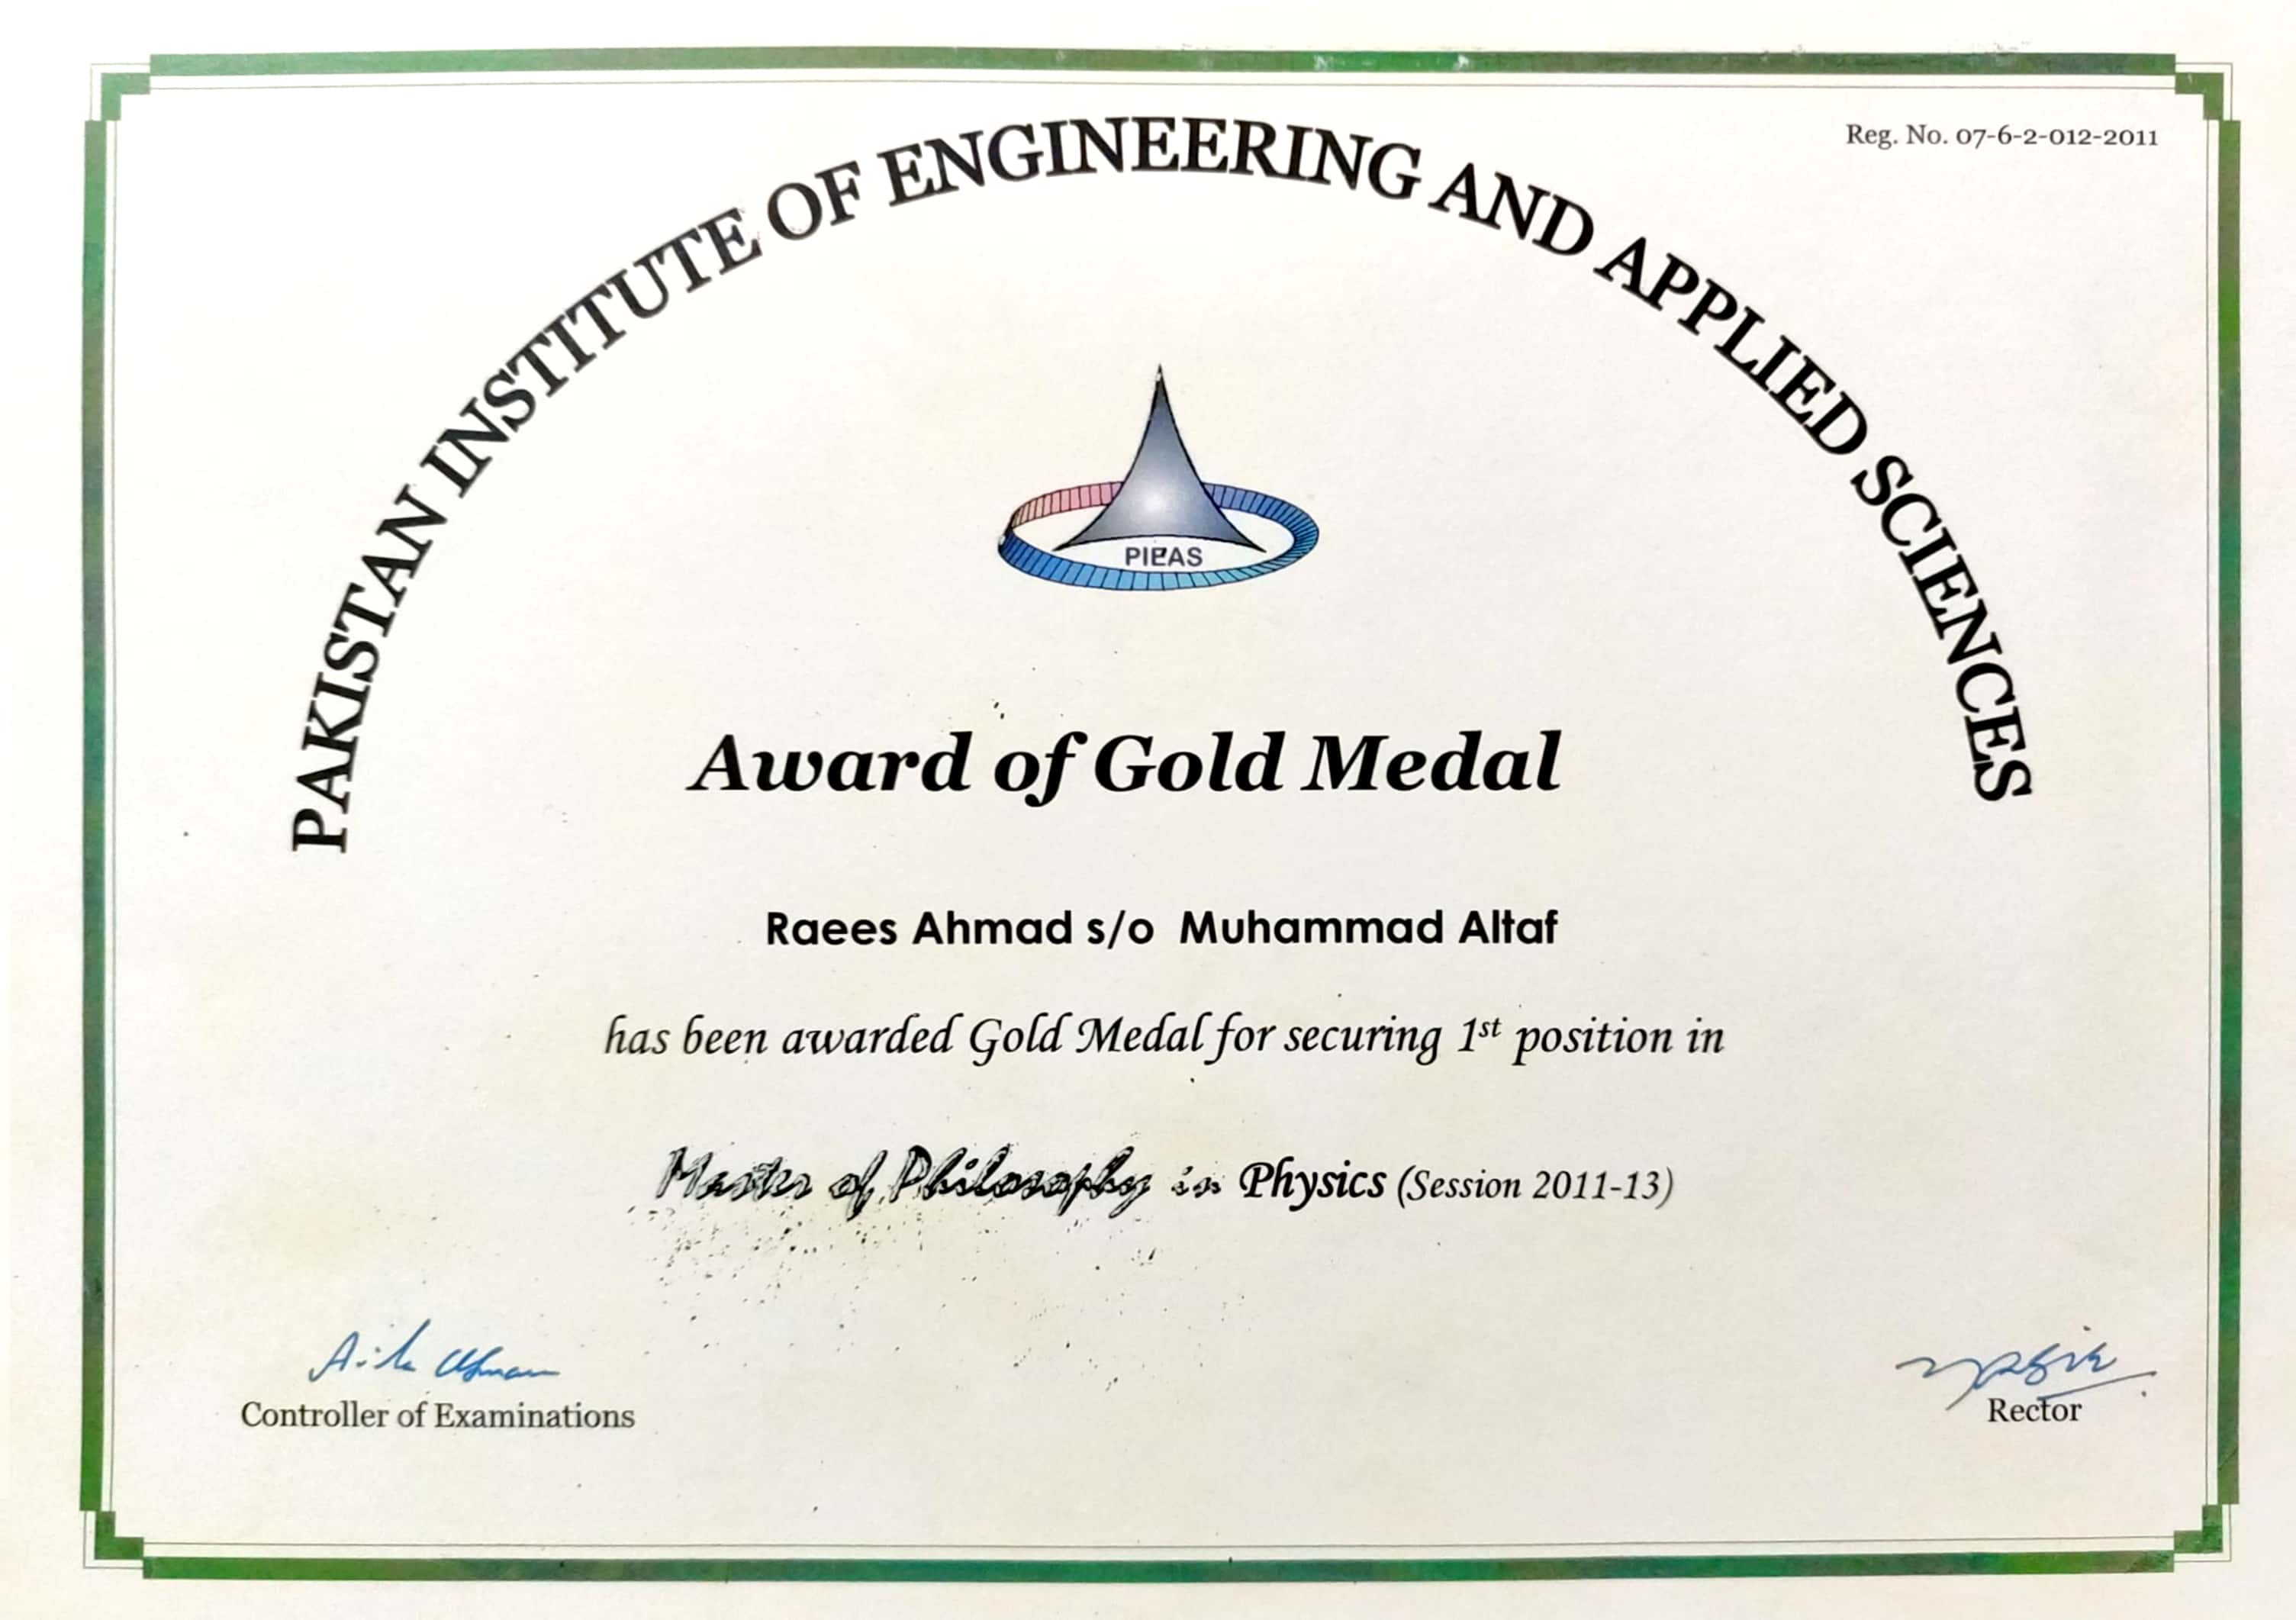 Reg. No. 07-6-2-012-2011
PAKISTAN INSTITUTE OF ENGINEERING AND APPLIED SCIENCES
PIEAS
Award of Gold Medal
Raees Ahmad s/o Muhammad Altaf
has been awarded Gold Medal for securing 1st position in
Master of Philosophy in Physics (Session 2011-13)
Controller of Examinations
Rector